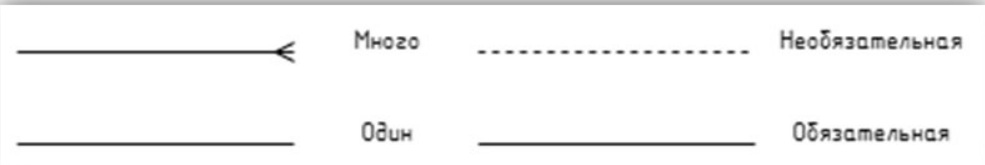 Много Необязательная
Один Обязательная